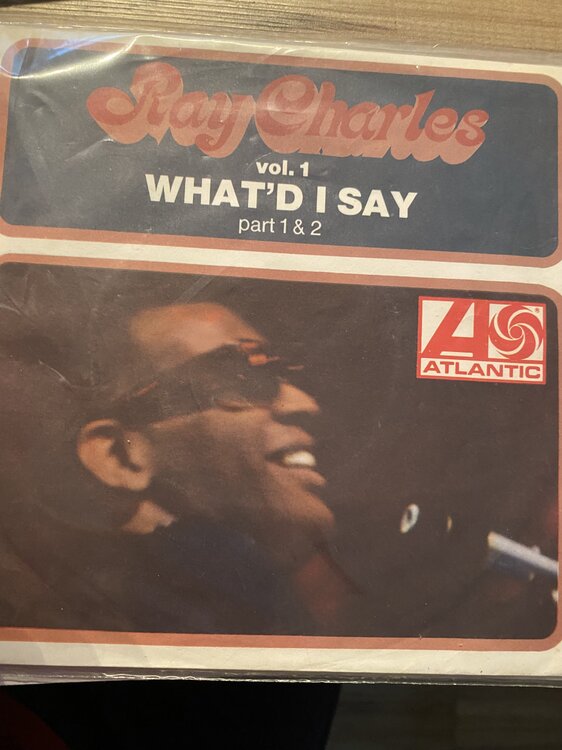 Ray Charles
vol. 1
WHAT'D I SAY
part 1 & 2
A
®
ATLANTIC